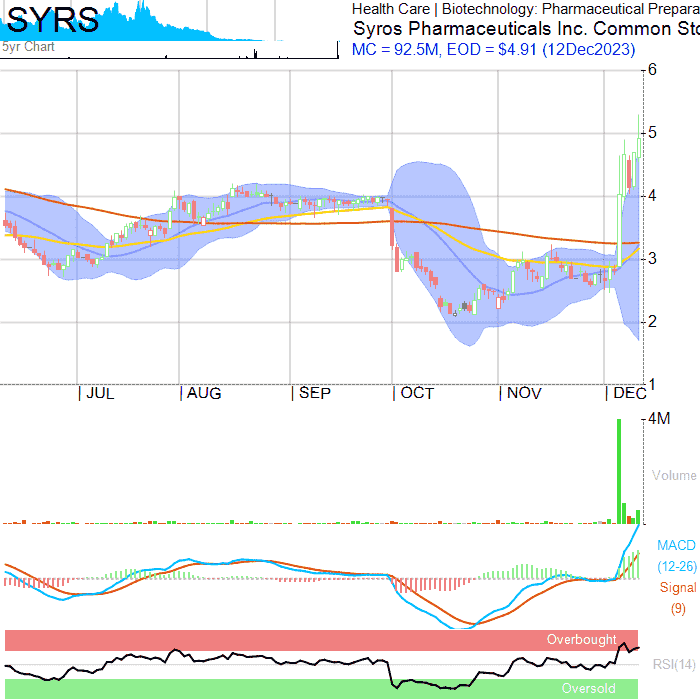 SYRS
5yr Chart
Health Care | Biotechnology: Pharmaceutical Prepara
Syros Pharmaceuticals Inc. Common Sto
MC = 92.5M, EOD = $4.91 (12Dec2023)
6
5
4
3
2
1
JUL AUG SEP OCT NOV DEC
4M
Volume
MACD
(12-26)
Signal
(9)
Overbought
RSI(14)
Oversold